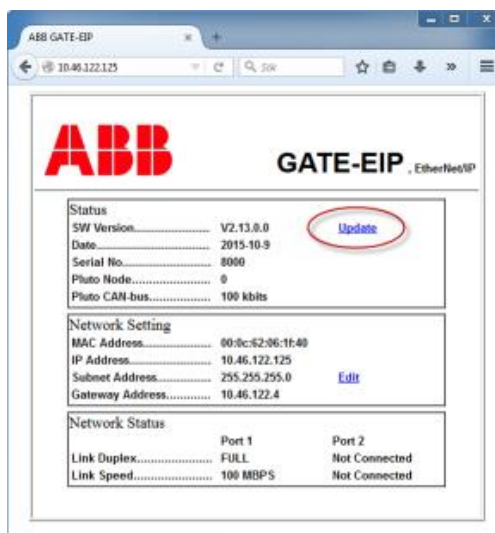 ABB GATE-EIP
10.46.122.125
Sök
ABB
GATE-EIP , EtherNet/IP
Status
SW Version........................ V2.13.0.0 Update
Date................................. 2015-10-9
Serial No.......................... 8000
Pluto Node....................... 0
Pluto CAN-bus................. 100 kbits
Network Setting
MAC Address.................... 00:0c:62:06:1f:40
IP Address........................ 10.46.122.125
Subnet Address................. 255.255.255.0 Edit
Gateway Address............ 10.46.122.4
Network Status
Port 1 Port 2
Link Duplex...................... FULL Not Connected
Link Speed....................... 100 MBPS Not Connected